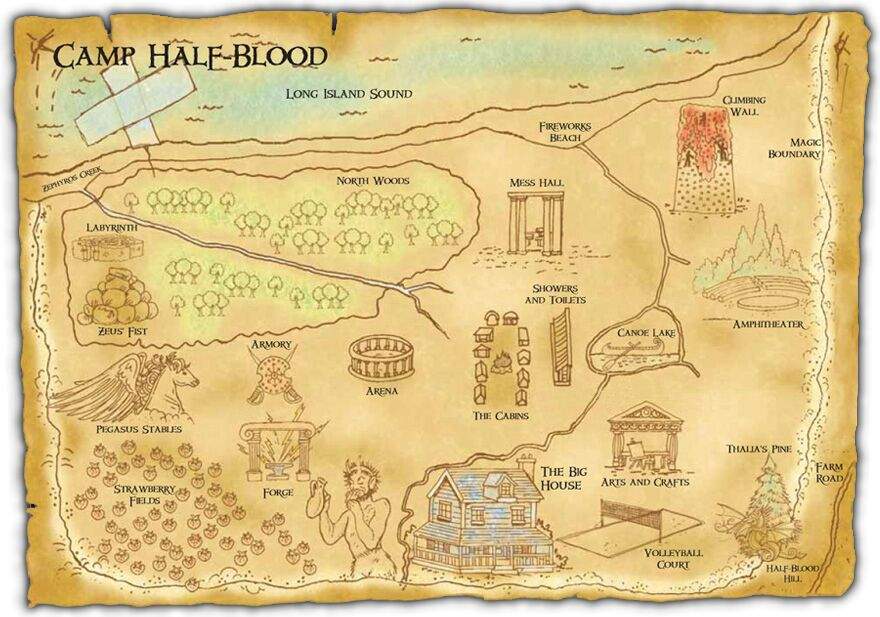 Camp Half-Blood
Long Island Sound
Climbing
Wall
Fireworks
Beach
Magic
Boundary
Zephyros Creek
North Woods
Mess Hall
Labyrinth
Showers
and Toilets
Zeus' Fist
Canoe Lake
Amphitheater
Armory
Arena
The Cabins
Pegasus Stables
Thalia's Pine
The Big
House
Arts and Crafts
Farm
Road
Strawberry
Fields
Forge
Volleyball
Court
Half-Blood
Hill